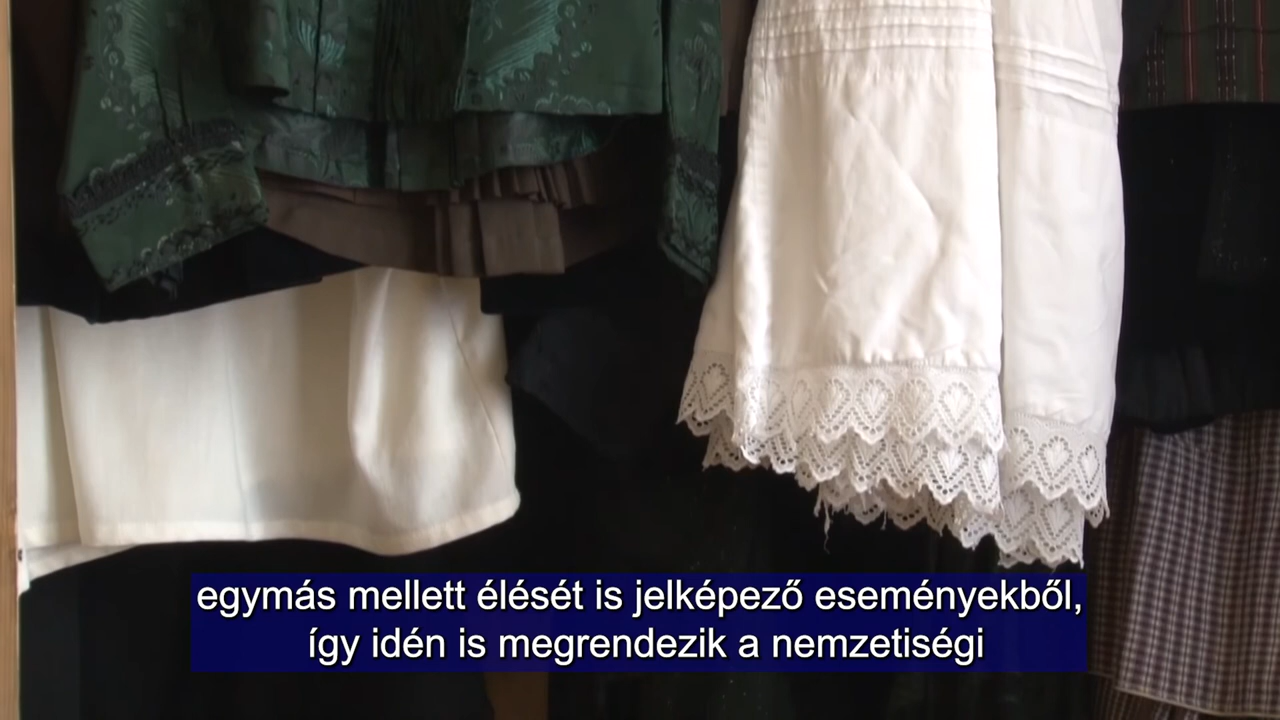 egymás mellett élését is jelképező eseményekből,
így idén is megrendezik a nemzetiségi